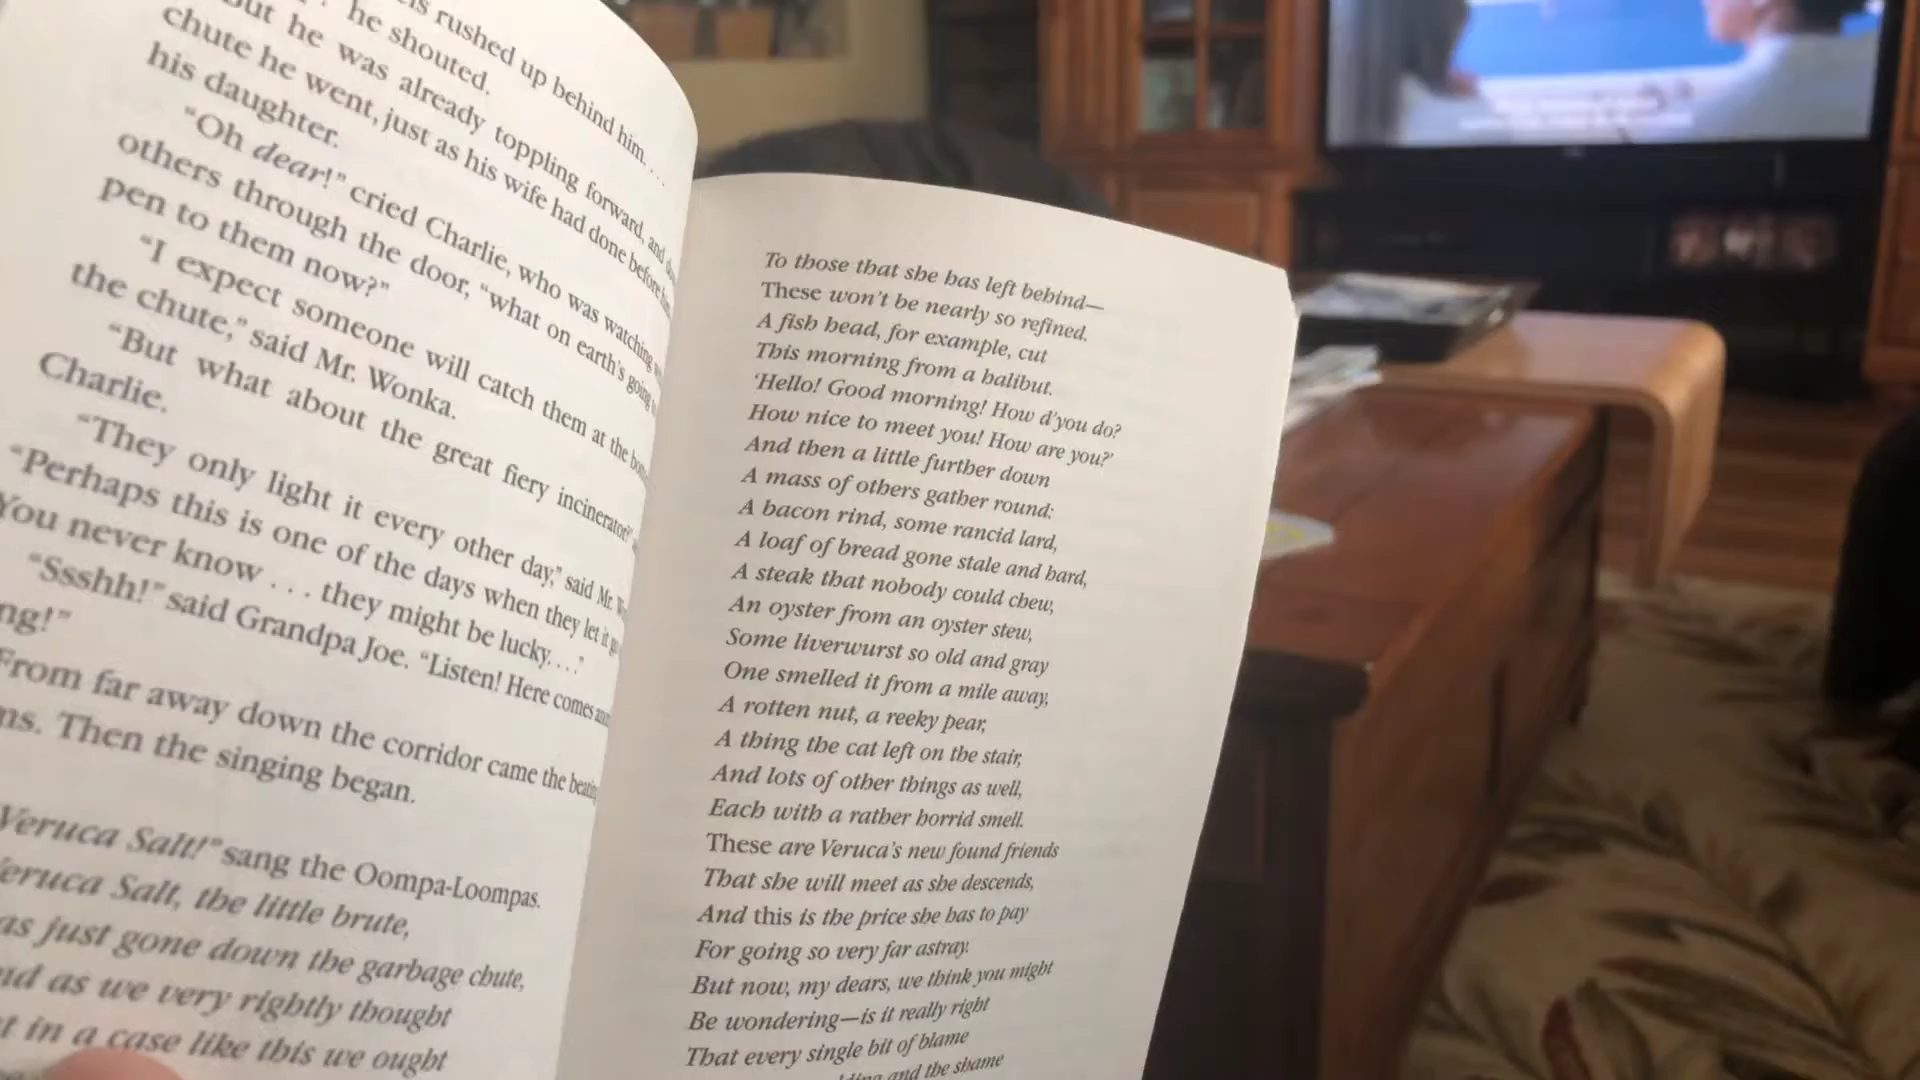 rushed up behind him. . . .
he shouted.
But he was already toppling forward, and
chute he went, just as his wife had done before
his daughter.
“Oh dear!” cried Charlie, who was watching
others through the door, “what on earth’s going
pen to them now?”
“I expect someone will catch them at the
the chute,” said Mr. Wonka.
“But what about the great fiery incinerator?”
Charlie.
“They only light it every other day,” said Mr.
“Perhaps this is one of the days when they let it
You never know . . . they might be lucky. . . .”
“Ssshh!” said Grandpa Joe. “Listen! Here comes
ng!”
From far away down the corridor came the
ms. Then the singing began.
Veruca Salt!” sang the Oompa-Loompas.
Veruca Salt, the little brute,
as just gone down the garbage chute,
nd as we very rightly thought
t in a case like this we ought
To those that she has left behind—
These won’t be nearly so refined.
A fish head, for example, cut
This morning from a halibut.
‘Hello! Good morning! How d’you do?
How nice to meet you! How are you?’
And then a little further down
A mass of others gather round:
A bacon rind, some rancid lard,
A loaf of bread gone stale and hard,
A steak that nobody could chew,
An oyster from an oyster stew,
Some liverwurst so old and gray
One smelled it from a mile away,
A rotten nut, a reeky pear,
A thing the cat left on the stair,
And lots of other things as well,
Each with a rather horrid smell.
These are Veruca’s new found friends
That she will meet as she descends,
And this is the price she has to pay
For going so very far astray.
But now, my dears, we think you might
Be wondering—is it really right
That every single bit of blame
and the shame